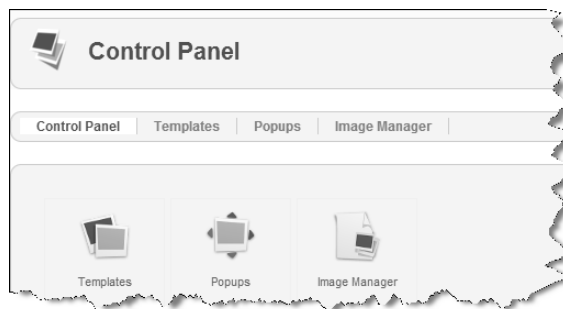 Control Panel
Control Panel Templates Popups Image Manager
Templates Popups Image Manager